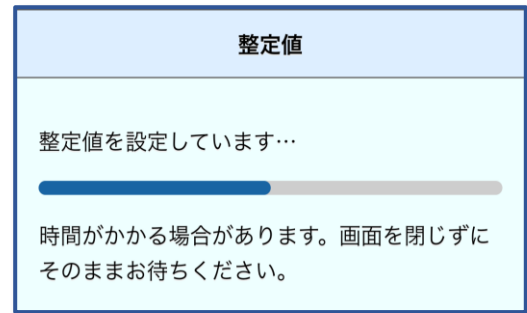 整定値
整定値を設定しています…
時間がかかる場合があります。画面を閉じずに
そのままお待ちください。